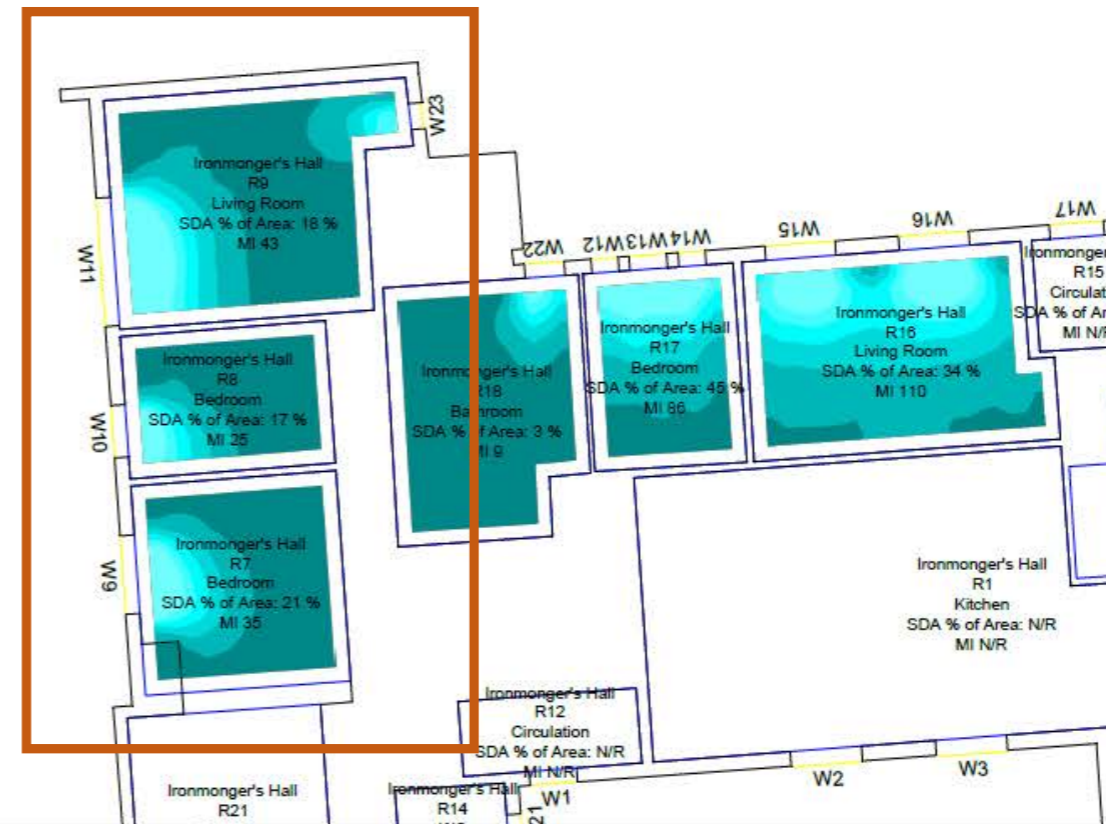 W23
Ironmonger's Hall
R9
Living Room
SDA % of Area: 18 %
MI 43
W11
W22
W12
W13
W14
W15
W16
W17
Ironmonger's Hall
R8
Bedroom
SDA % of Area: 17 %
MI 25
W10
Ironmonger's Hall
R18
Bathroom
SDA % of Area: 3 %
MI 9
Ironmonger's Hall
R17
Bedroom
SDA % of Area: 45 %
MI 86
Ironmonger's Hall
R16
Living Room
SDA % of Area: 34 %
MI 110
Ironmonger
R15
Circulat
SDA % of Ar
MI N/R
Ironmonger's Hall
R7
Bedroom
SDA % of Area: 21 %
MI 35
W9
Ironmonger's Hall
R1
Kitchen
SDA % of Area: N/R
MI N/R
Ironmonger's Hall
R12
Circulation
SDA % of Area: N/R
MI N/R
W1
W2
W3
Ironmonger's Hall
R21
Ironmonger's Hall
R14
21